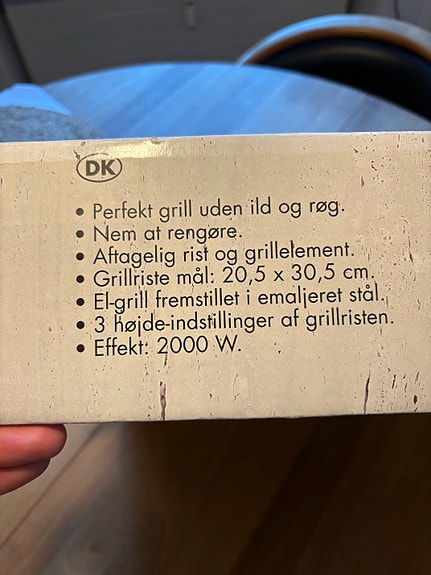 DK
• Perfekt grill uden ild og røg.
• Nem at rengøre.
• Aftagelig rist og grillelement.
• Grillriste mål: 20,5 x 30,5 cm.
• El-grill fremstillet i emaljeret stål.
• 3 højde-indstillinger af grillristen.
• Effekt: 2000 W.